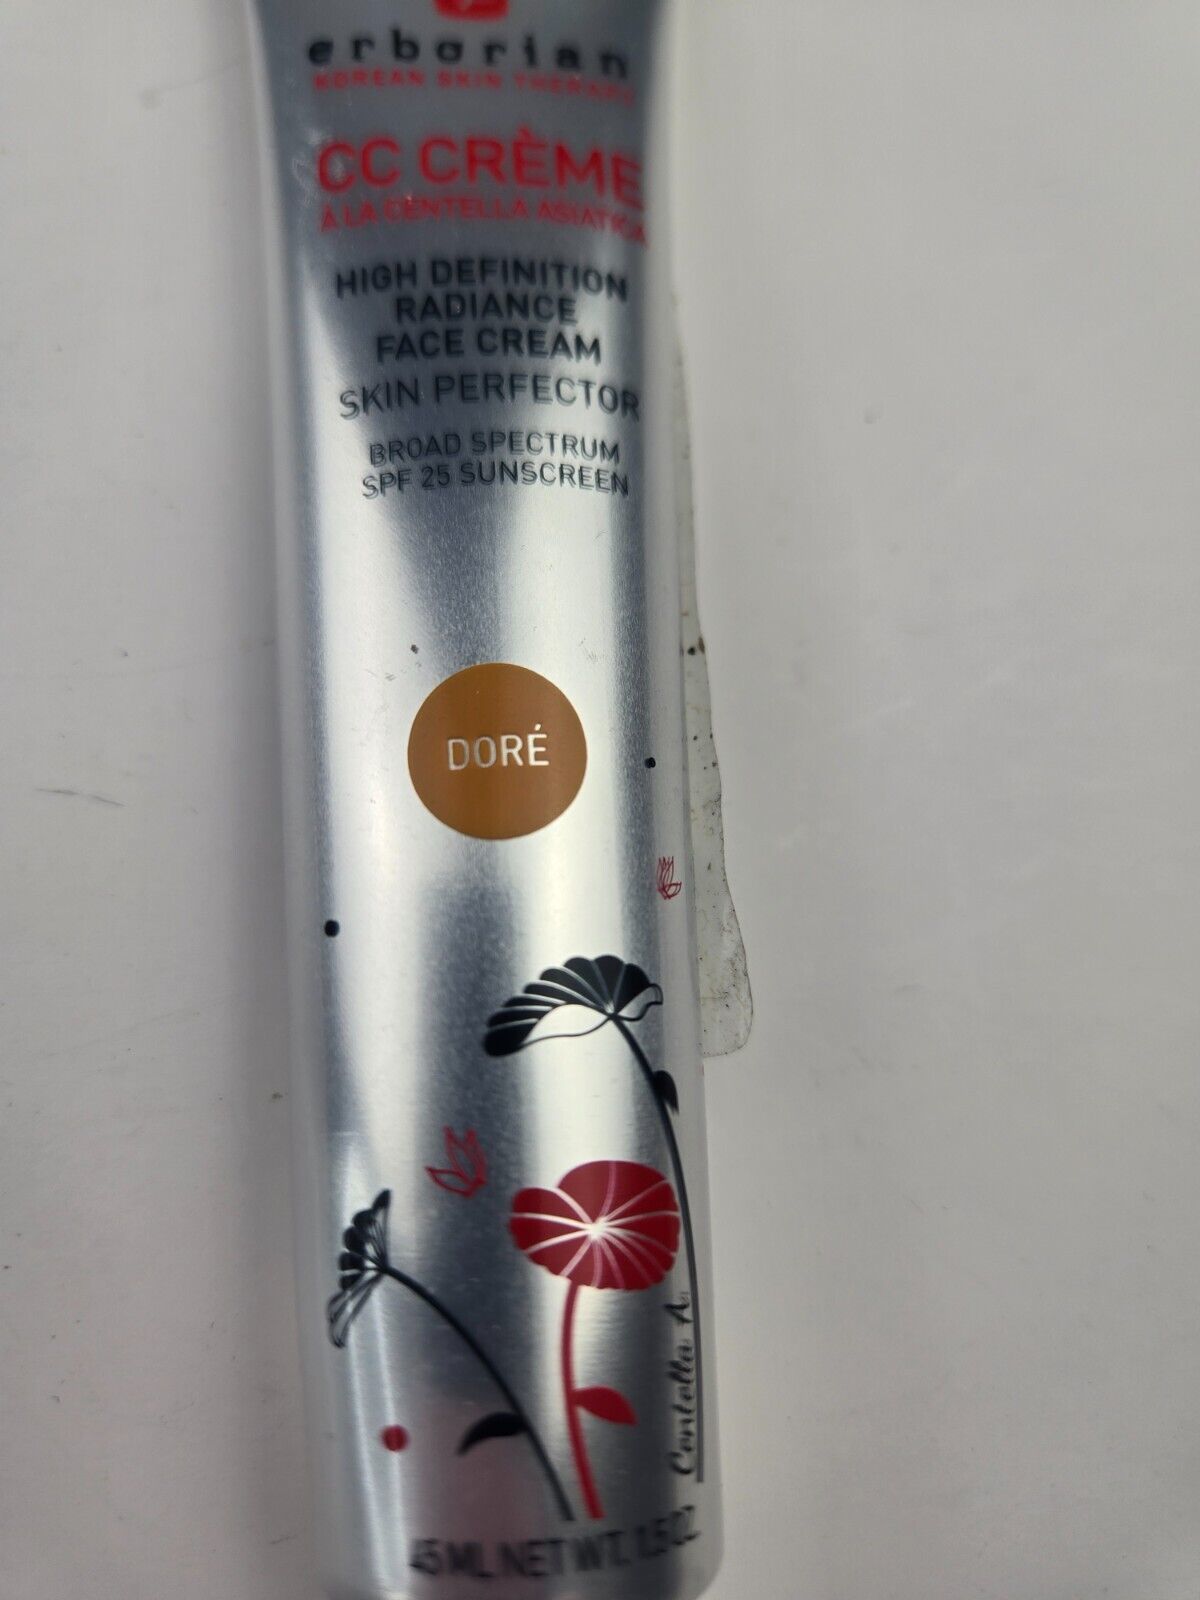 erborian
KOREAN SKIN THERAPY
CC CRÈME
À LA CENTELLA ASIATICA
HIGH DEFINITION
RADIANCE
FACE CREAM
SKIN PERFECTOR
BROAD SPECTRUM
SPF 25 SUNSCREEN
DORÉ
Centella A
45 ML NET WT. 1.5 OZ